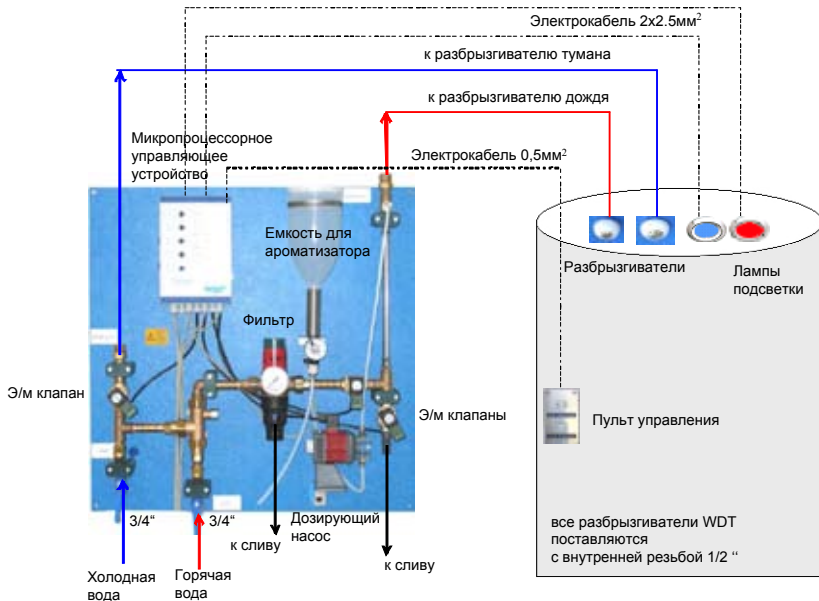 Электрокабель 2x2.5мм²
к разбрызгивателю тумана
к разбрызгивателю дождя
Микропроцессорное
управляющее
устройство
Электрокабель 0,5мм²
Емкость для
ароматизатора
Разбрызгиватели
Лампы
подсветки
Фильтр
Э/м клапан
Э/м клапаны
Пульт управления
3/4“
3/4“
Дозирующий
насос
к сливу
к сливу
Холодная
вода
Горячая
вода
все разбрызгиватели WDT
поставляются
с внутренней резьбой 1/2 “